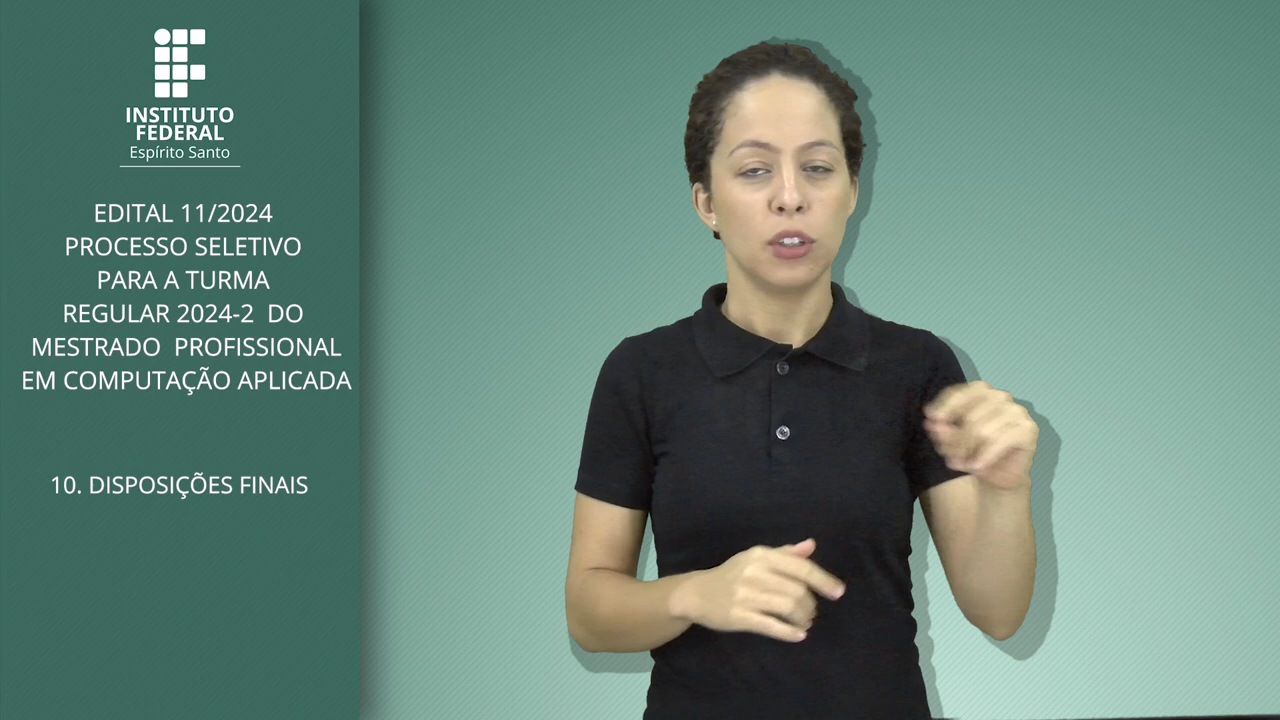 INSTITUTO
FEDERAL
Espírito Santo
EDITAL 11/2024
PROCESSO SELETIVO
PARA A TURMA
REGULAR 2024-2 DO
MESTRADO PROFISSIONAL
EM COMPUTAÇÃO APLICADA
10. DISPOSIÇÕES FINAIS